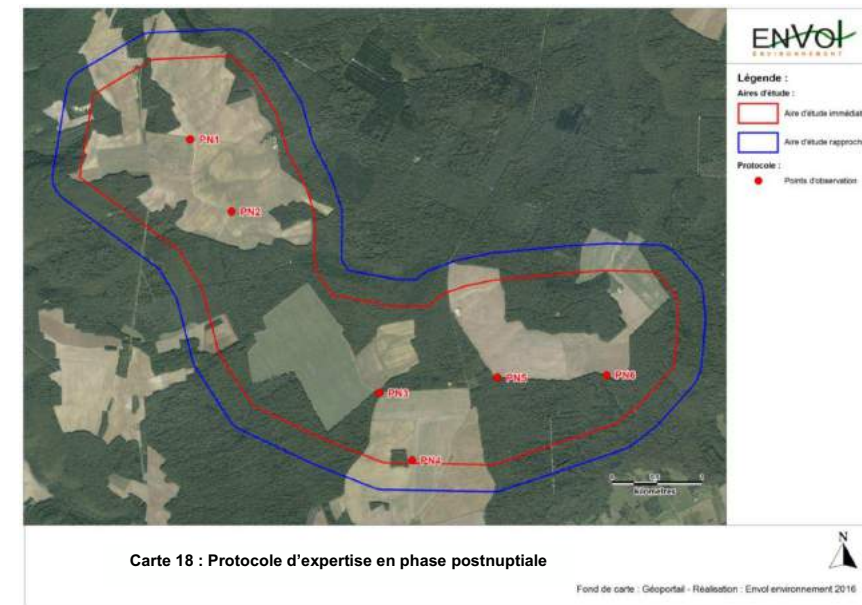 ENVOL
ENVIRONNEMENT
Légende :
Aires d'étude :
Aire d'étude immédiat
Aire d'étude rapproch
Protocole :
Points d'observation
PN1
PN2
PN3
PN4
PN5
PN6
kilomètres
Carte 18 : Protocole d'expertise en phase postnuptiale
N
Fond de carte : Géoportail - Réalisation : Envol environnement 2016